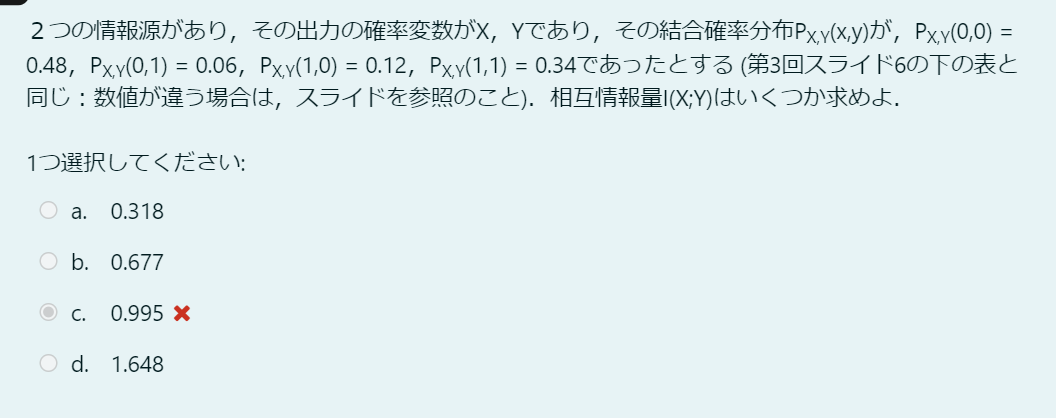 ２つの情報源があり，その出力の確率変数がX，Yであり，その結合確率分布PX,Y(x,y)が，PX,Y(0,0) =
0.48，PX,Y(0,1) = 0.06，PX,Y(1,0) = 0.12，PX,Y(1,1) = 0.34であったとする (第3回スライド6の下の表と
同じ：数値が違う場合は，スライドを参照のこと)．相互情報量I(X;Y)はいくつか求めよ．
1つ選択してください:
a. 0.318
b. 0.677
c. 0.995
d. 1.648